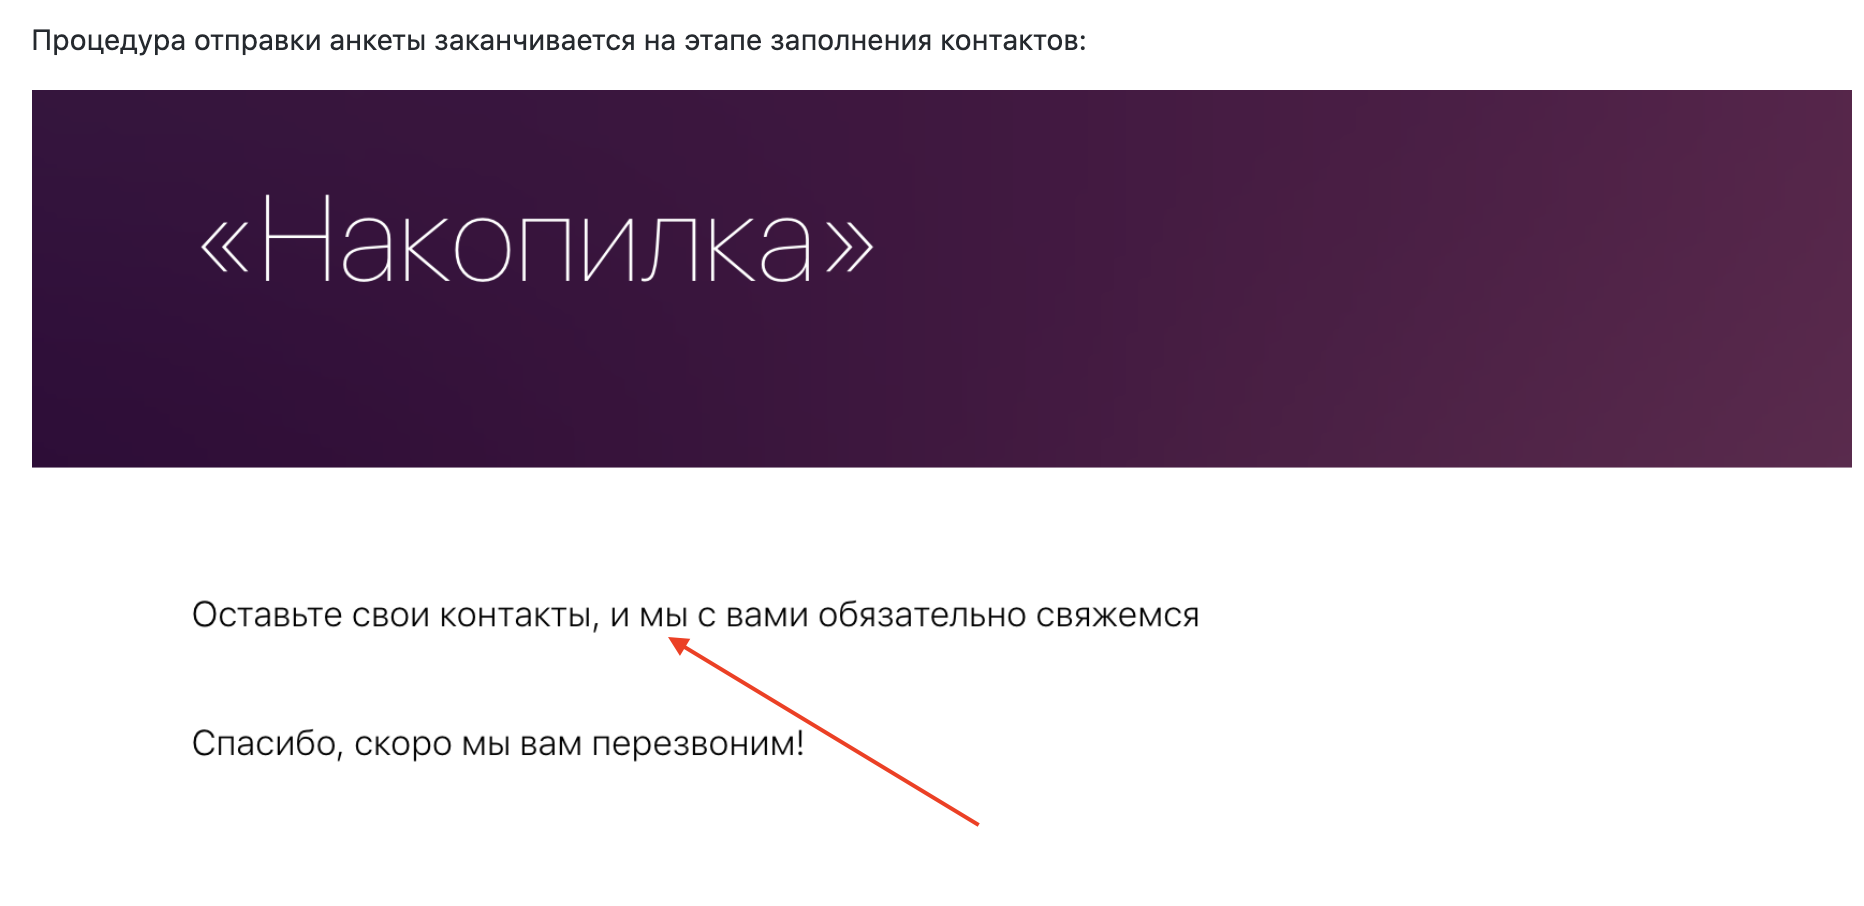 Процедура отправки анкеты заканчивается на этапе заполнения контактов:
«Накопилка»
Оставьте свои контакты, и мы с вами обязательно свяжемся
Спасибо, скоро мы вам перезвоним!